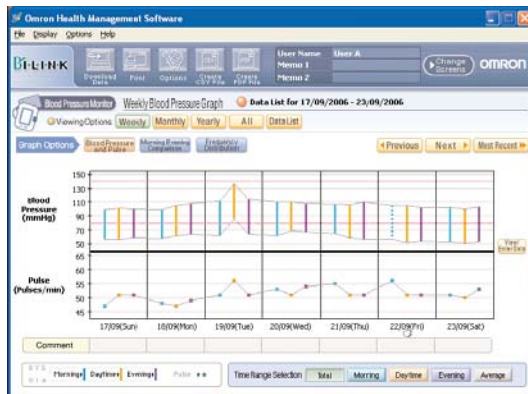 Omron Health Management Software
File Display Options Help
Bi-LINK
Download Data
Print
Options
Create CSV File
Create PDF File
User Name User A
Memo 1
Memo 2
Change Screens
OMRON
Blood Pressure Monitor Weekly Blood Pressure Graph Data List for 17/09/2006 - 23/09/2006
Viewing Options Weekly Monthly Yearly All Data List
Graph Options Blood Pressure and Pulse Morning Evening Comparison Frequency Distribution Previous Next Most Recent
Blood Pressure (mmHg)
150
130
110
90
70
50
View/Enter Data
Pulse (Pulses/min)
65
60
55
50
45
17/09(Sun) 18/09(Mon) 19/09(Tue) 20/09(Wed) 21/09(Thu) 22/09(Fri) 23/09(Sat)
Comment
SYS DIA Morning Daytime Evening Pulse
Time Range Selection Total Morning Daytime Evening Average